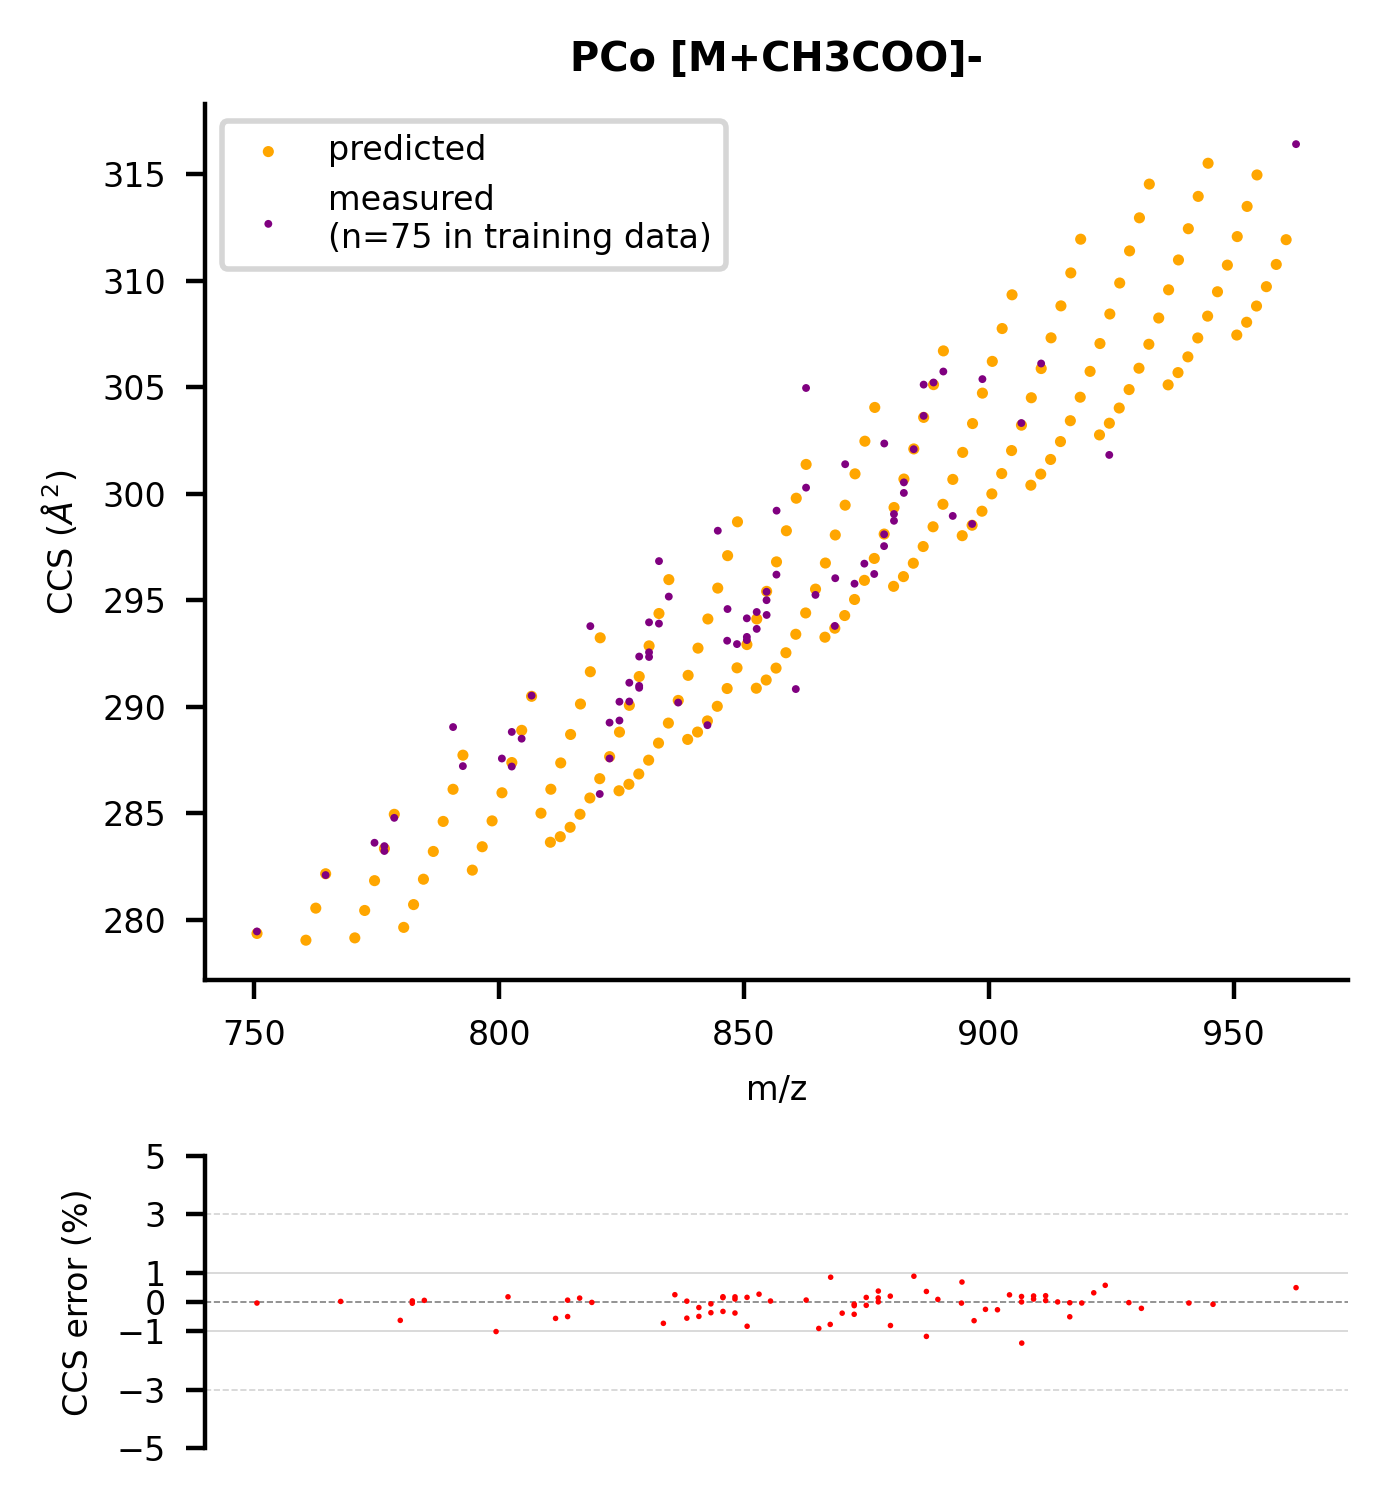 PCo [M+CH3COO]-
predicted
measured
(n=75 in training data)
315
310
305
300
295
290
285
280
CCS (Å²)
750
800
850
900
950
m/z
5
3
1
0
−1
−3
−5
CCS error (%)